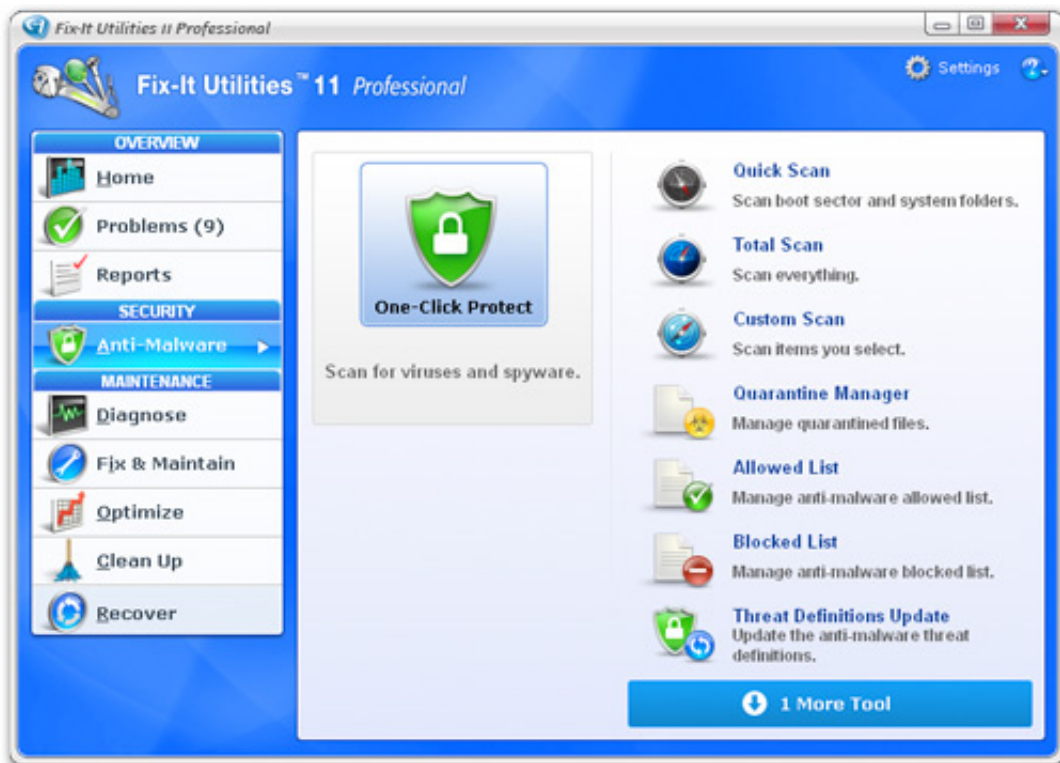 Fix-It Utilities 11 Professional
Fix-It Utilities™ 11 Professional
Settings
?
OVERVIEW
Home
Problems (9)
Reports
SECURITY
Anti-Malware
MAINTENANCE
Diagnose
Fix & Maintain
Optimize
Clean Up
Recover
One-Click Protect
Scan for viruses and spyware.
Quick Scan
Scan boot sector and system folders.
Total Scan
Scan everything.
Custom Scan
Scan items you select.
Quarantine Manager
Manage quarantined files.
Allowed List
Manage anti-malware allowed list.
Blocked List
Manage anti-malware blocked list.
Threat Definitions Update
Update the anti-malware threat
definitions.
1 More Tool